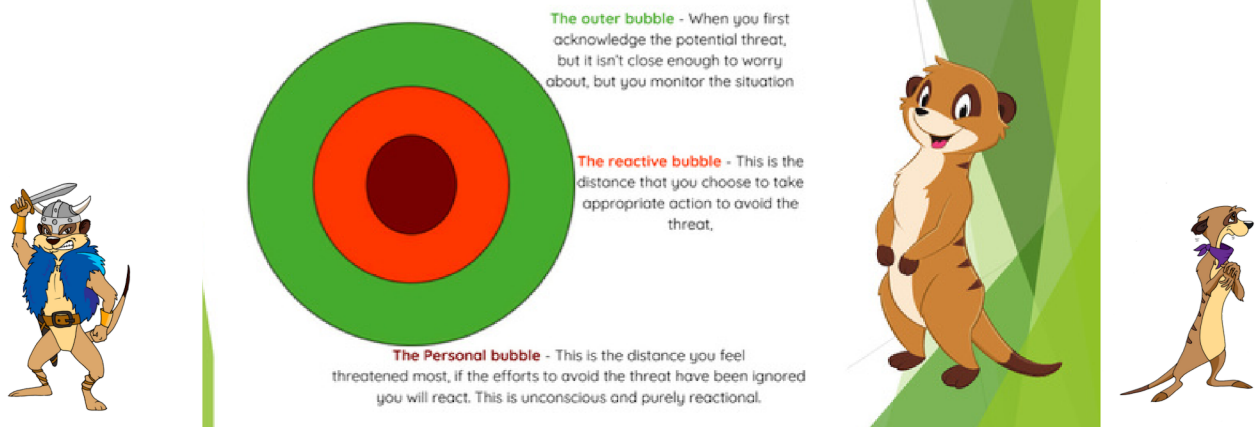 The outer bubble - When you first
acknowledge the potential threat,
but it isn't close enough to worry
about, but you monitor the situation
The reactive bubble - This is the
distance that you choose to take
appropriate action to avoid the
threat,
The Personal bubble - This is the distance you feel
threatened most, if the efforts to avoid the threat have been ignored
you will react. This is unconscious and purely reactional.